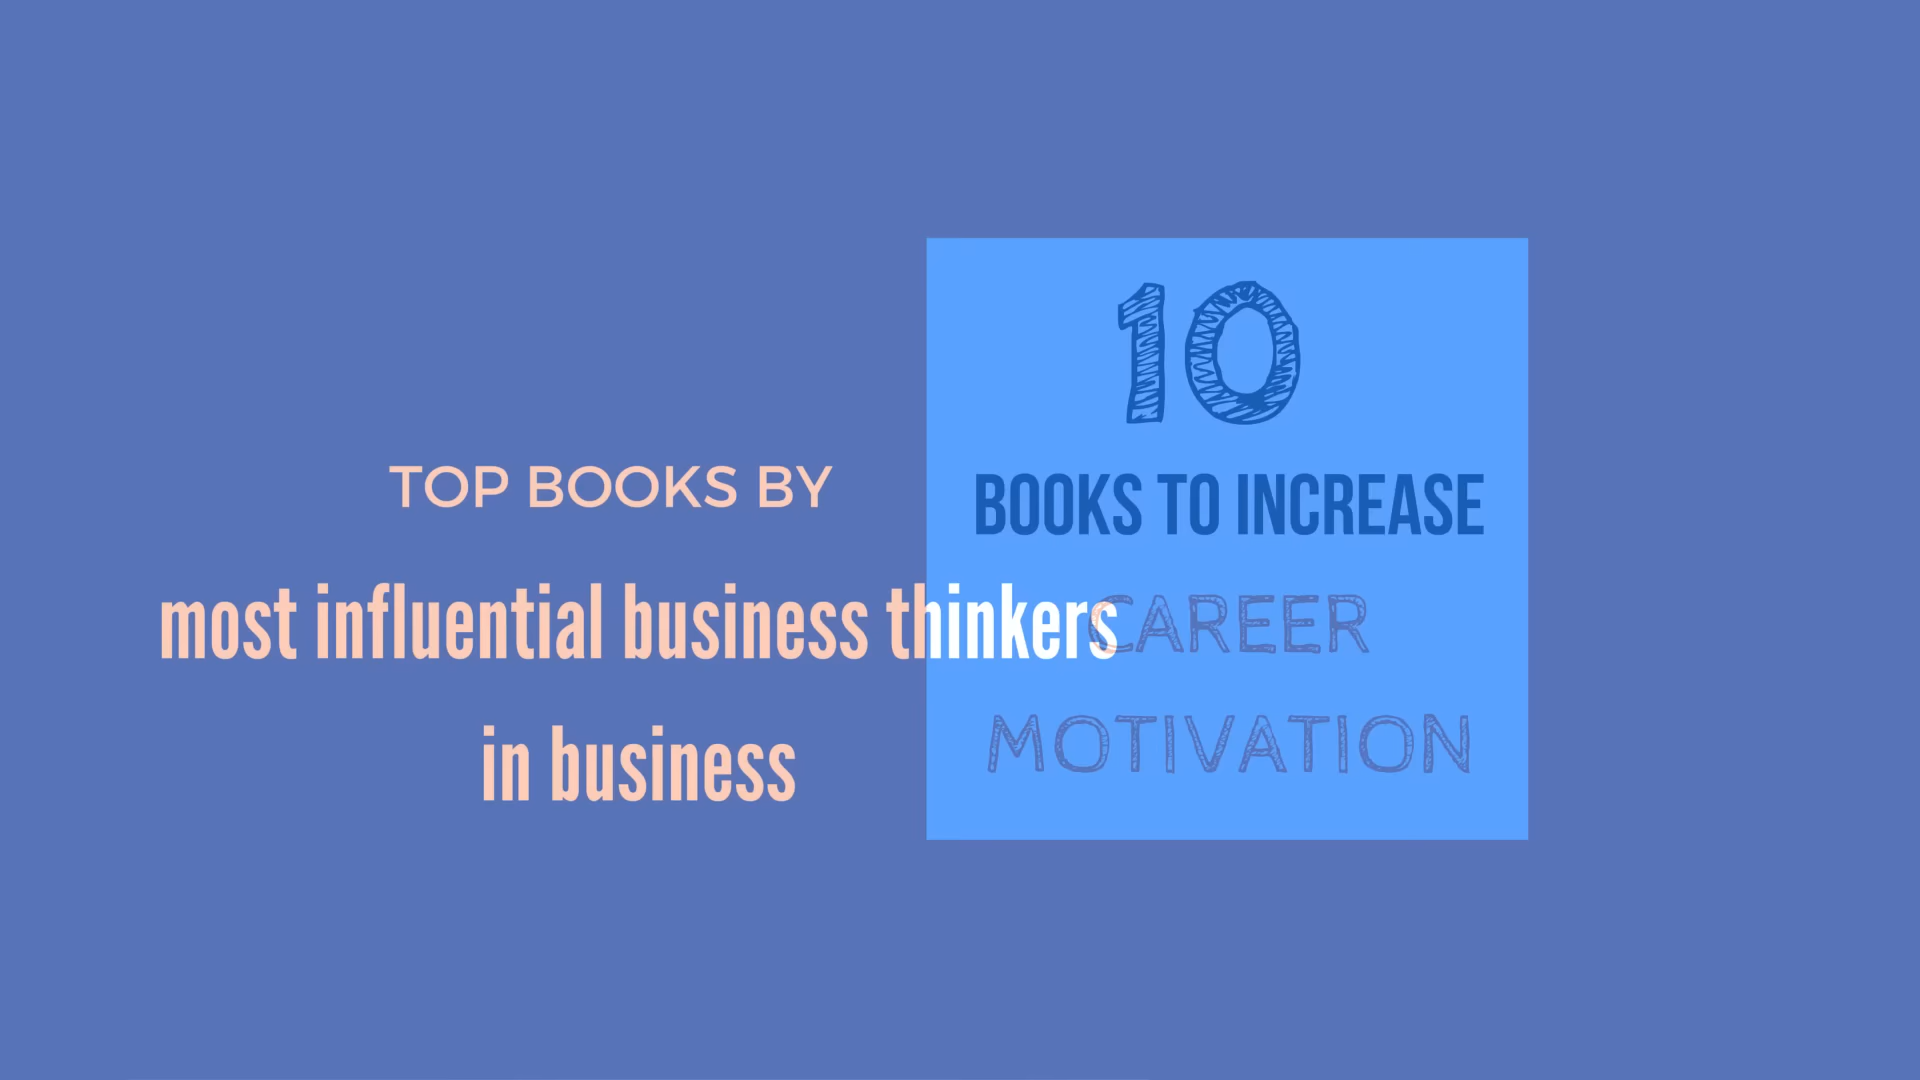 TOP BOOKS BY
most influential business thinkers
in business
10
BOOKS TO INCREASE
CAREER
MOTIVATION